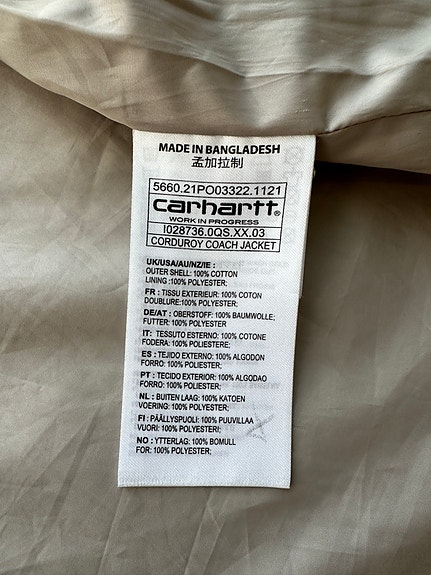 MADE IN BANGLADESH
孟加拉制
5660.21PO03322.1121
carhartt®
WORK IN PROGRESS
I028736.0QS.XX.03
CORDUROY COACH JACKET
UK/USA/AU/NZ/IE :
OUTER SHELL: 100% COTTON
LINING :100% POLYESTER;
FR : TISSU EXTERIEUR: 100% COTON
DOUBLURE:100% POLYESTER;
DE/AT : OBERSTOFF: 100% BAUMWOLLE;
FUTTER: 100% POLYESTER;
IT: TESSUTO ESTERNO: 100% COTONE
FODERA: 100% POLIESTERE;
ES : TEJIDO EXTERNO: 100% ALGODON
FORRO: 100% POLIESTER;
PT : TECIDO EXTERIOR: 100% ALGODAO
FORRO: 100% POLIESTER;
NL : BUITEN LAAG: 100% KATOEN
VOERING: 100% POLYESTER;
FI : PÄÄLLYSPUOLI: 100% PUUVILLAA
VUORI: 100% POLYESTERI;
NO : YTTERLAG: 100% BOMULL
FOR: 100% POLYESTER;